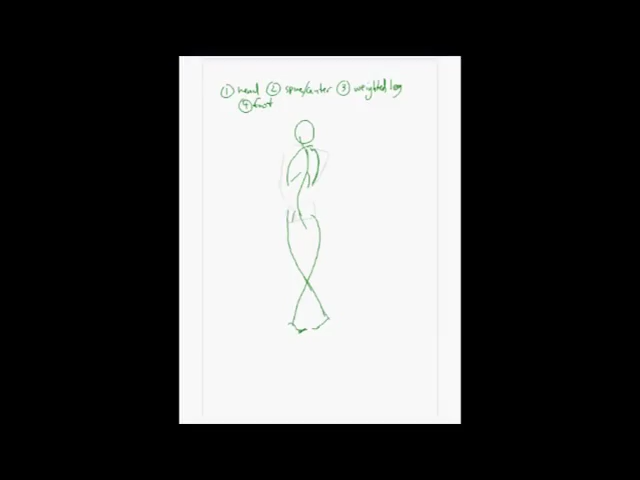 ① head ② spine/center ③ weighted leg
④ foot